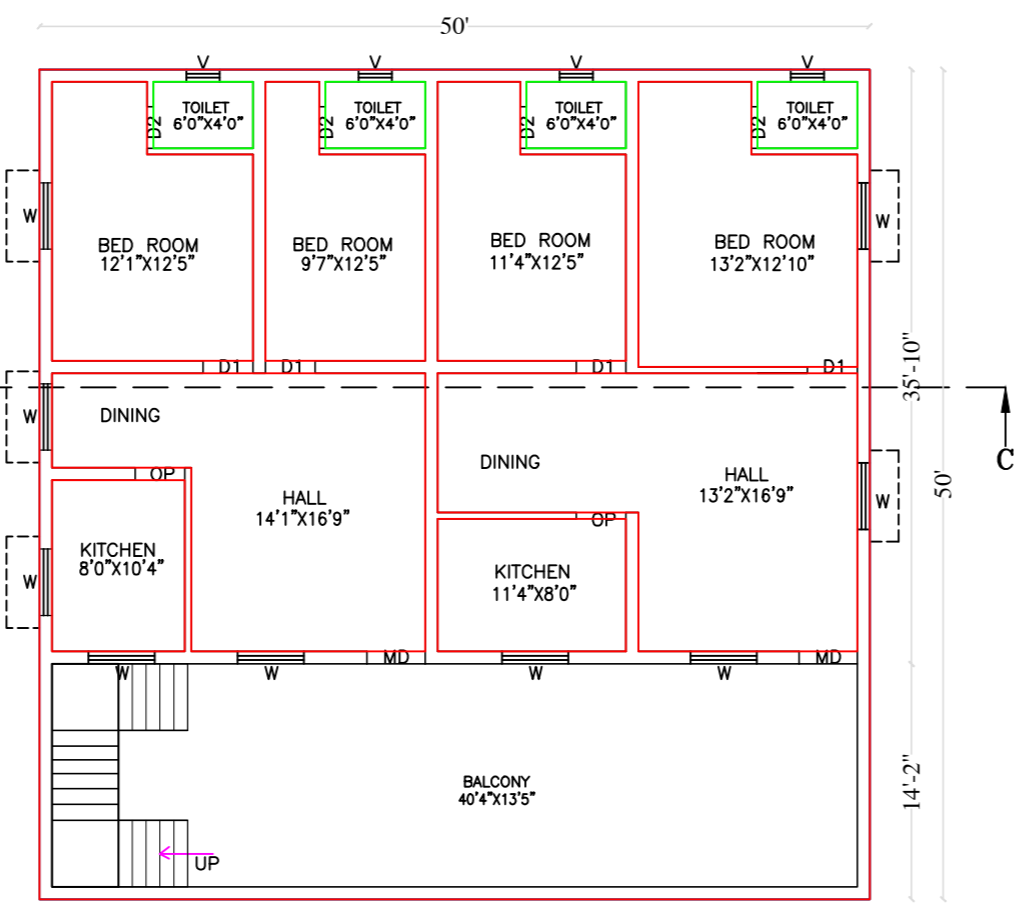 50'
V V V V
TOILET
6'0"X4'0"
TOILET
6'0"X4'0"
TOILET
6'0"X4'0"
TOILET
6'0"X4'0"
D2 D2 D2 D2
W
W
BED ROOM
12'1"X12'5"
BED ROOM
9'7"X12'5"
BED ROOM
11'4"X12'5"
BED ROOM
13'2"X12'10"
D1 D1 D1 D1
35'-10"
W
DINING
DINING
C
OP
HALL
14'1"X16'9"
HALL
13'2"X16'9"
W
50'
OP
KITCHEN
8'0"X10'4"
W
KITCHEN
11'4"X8'0"
MD MD
W W W W
BALCONY
40'4"X13'5"
14'-2"
UP